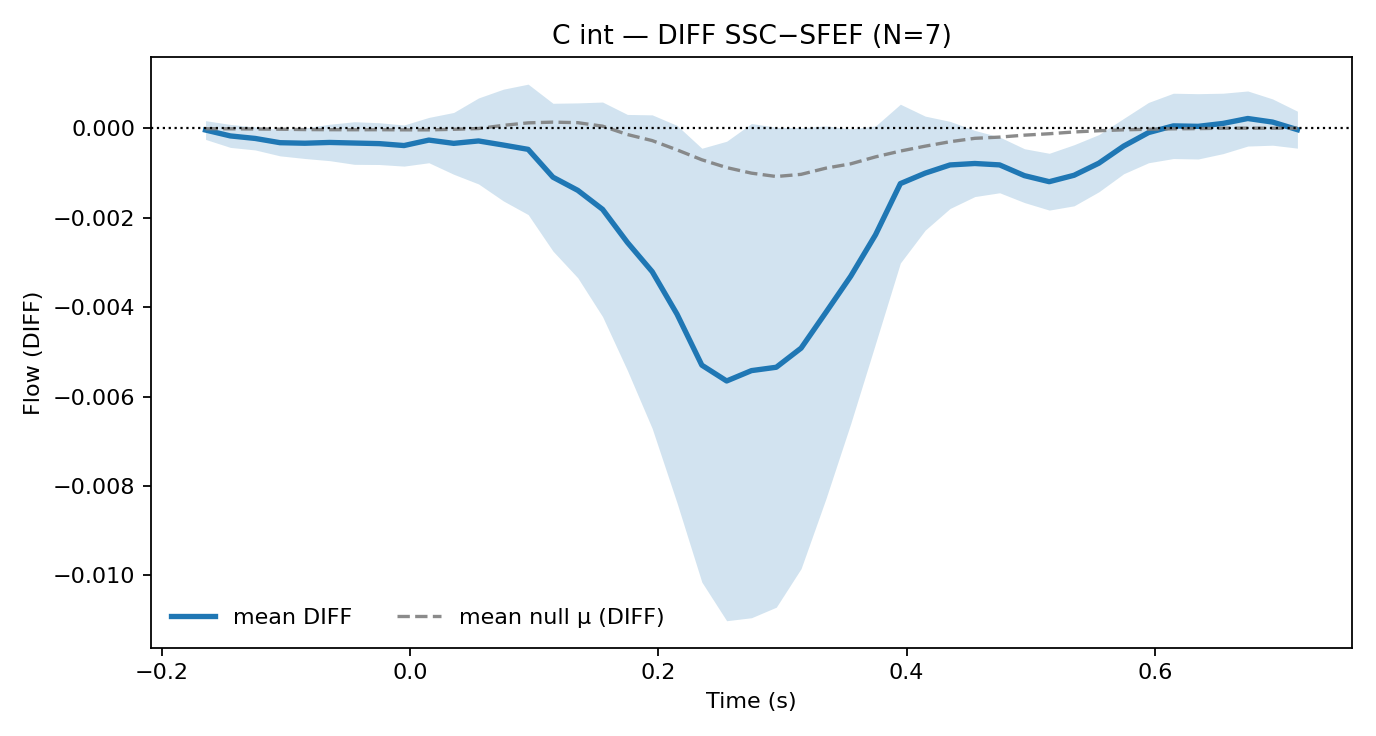 C int — DIFF SSC−SFEF (N=7)
Flow (DIFF)
0.000
−0.002
−0.004
−0.006
−0.008
−0.010
mean DIFF
mean null μ (DIFF)
−0.2
0.0
0.2
0.4
0.6
Time (s)